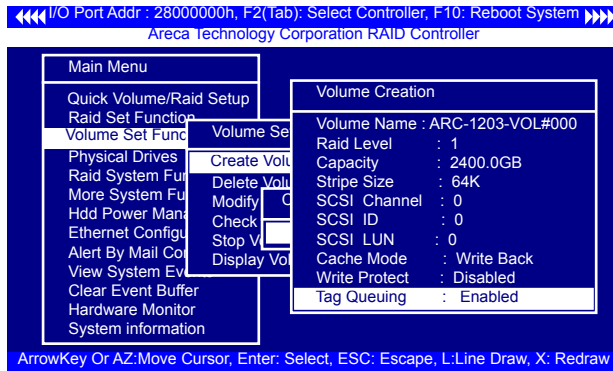 I/O Port Addr : 28000000h, F2(Tab): Select Controller, F10: Reboot System
Areca Technology Corporation RAID Controller
Main Menu
Quick Volume/Raid Setup
Raid Set Function
Volume Set Func
Physical Drives
Raid System Fu
More System Fu
Hdd Power Man
Ethernet Config
Alert By Mail Co
View System Ev
Clear Event Buffer
Hardware Monitor
System information
Volume Se
Create Volu
Delete Volu
Modify
Check
Stop V
Display Vol
Volume Creation
Volume Name : ARC-1203-VOL#000
Raid Level : 1
Capacity : 2400.0GB
Stripe Size : 64K
SCSI Channel : 0
SCSI ID : 0
SCSI LUN : 0
Cache Mode : Write Back
Write Protect : Disabled
Tag Queuing : Enabled
ArrowKey Or AZ:Move Cursor, Enter: Select, ESC: Escape, L:Line Draw, X: Redraw